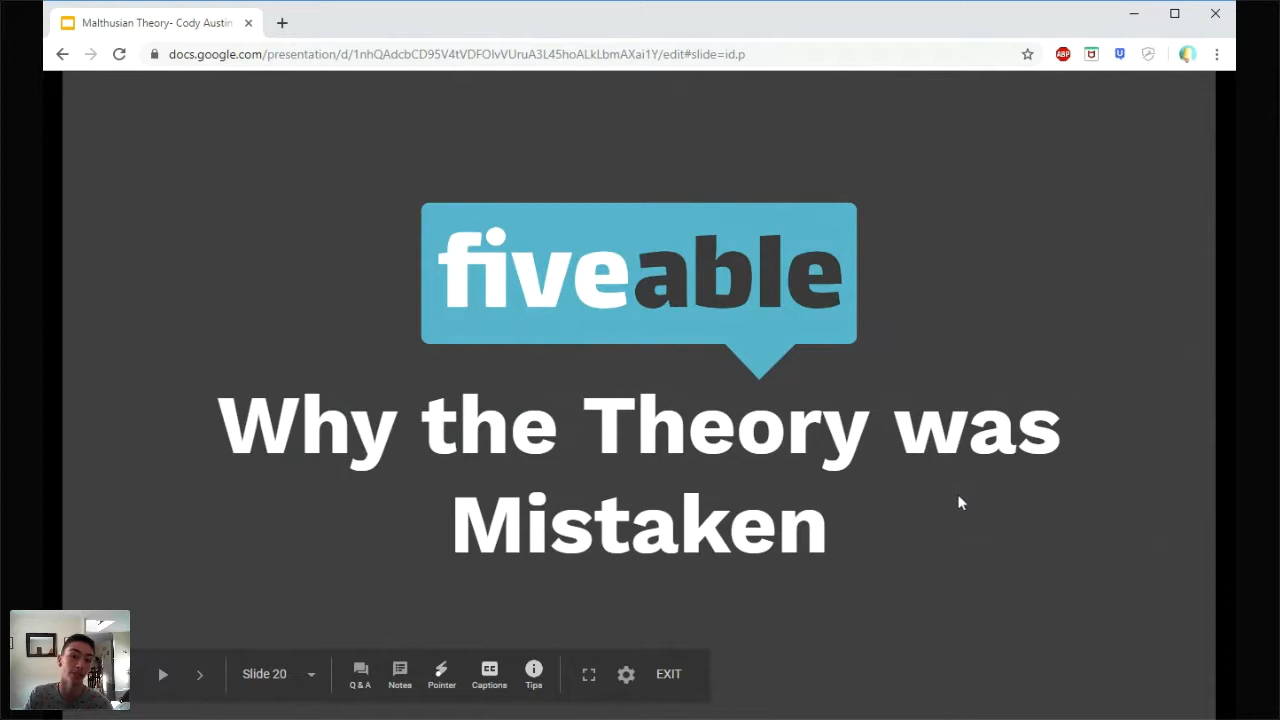 Malthusian Theory- Cody Austin
docs.google.com/presentation/d/1nhQAdcbCD95V4tVDFOlvVUruA3L45hoALkLbmAXai1Y/edit#slide=id.p
ABP
fiveable
Why the Theory was
Mistaken
Slide 20
Q & A
Notes
Pointer
Captions
Tips
EXIT